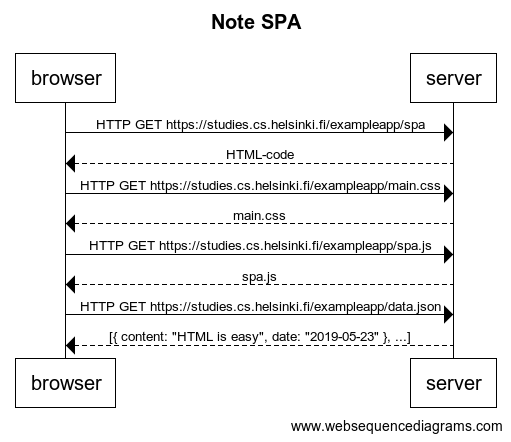 Note SPA
browser server
HTTP GET https://studies.cs.helsinki.fi/exampleapp/spa
HTML-code
HTTP GET https://studies.cs.helsinki.fi/exampleapp/main.css
main.css
HTTP GET https://studies.cs.helsinki.fi/exampleapp/spa.js
spa.js
HTTP GET https://studies.cs.helsinki.fi/exampleapp/data.json
[{ content: "HTML is easy", date: "2019-05-23" }, ...]
browser server
www.websequencediagrams.com